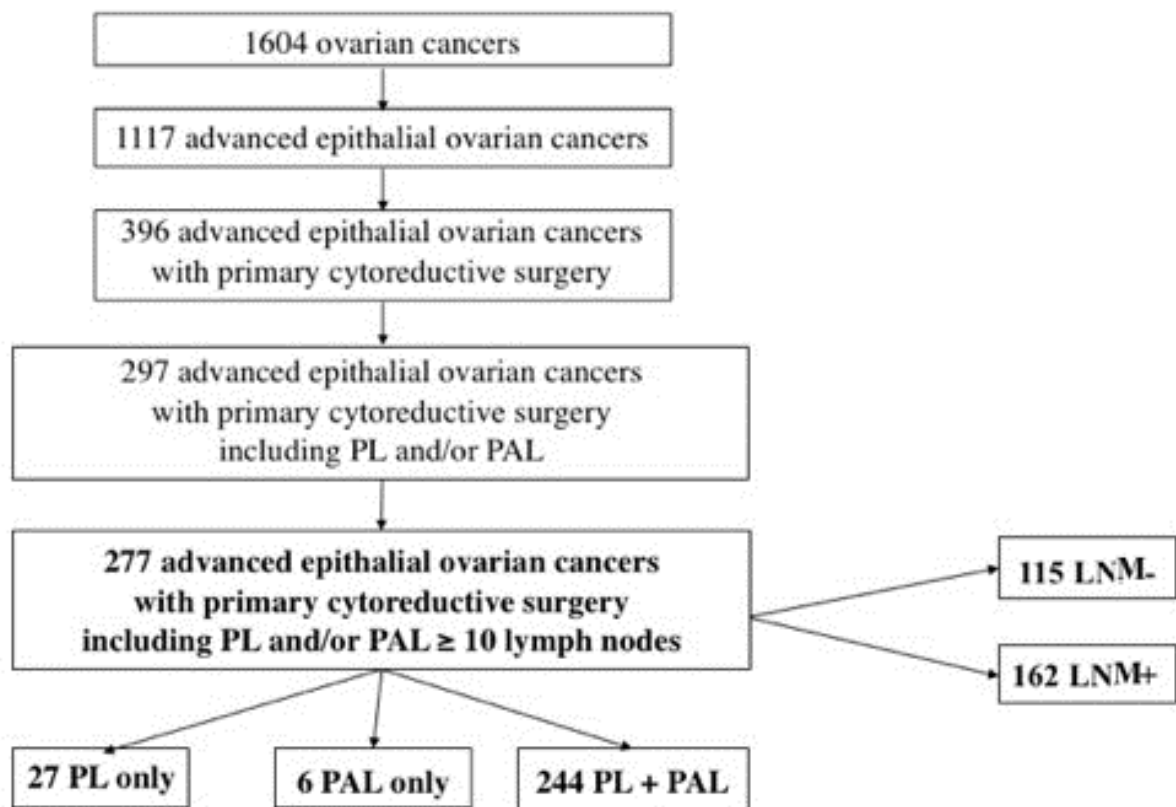 1604 ovarian cancers
1117 advanced epithalial ovarian cancers
396 advanced epithalial ovarian cancers
with primary cytoreductive surgery
297 advanced epithalial ovarian cancers
with primary cytoreductive surgery
including PL and/or PAL
277 advanced epithalial ovarian cancers
with primary cytoreductive surgery
including PL and/or PAL ≥ 10 lymph nodes
115 LNM-
162 LNM+
27 PL only
6 PAL only
244 PL + PAL